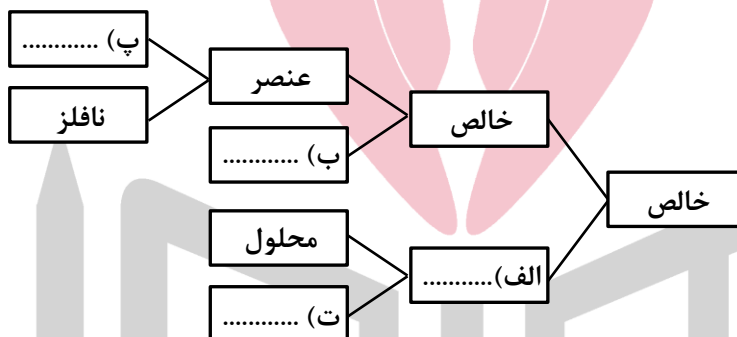 خالص
خالص
الف)...........
عنصر
ب) ............
محلول
ت) ............
پ) ............
نافلز